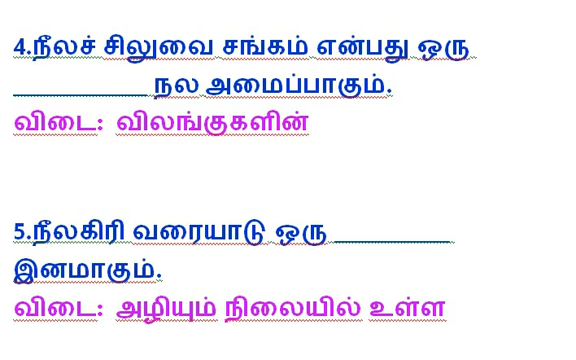 4.நீலச் சிலுவை சங்கம் என்பது ஒரு
____________ நல அமைப்பாகும்.
விடை: விலங்குகளின்
5.நீலகிரி வரையாடு ஒரு __________
இனமாகும்.
விடை: அழியும் நிலையில் உள்ள